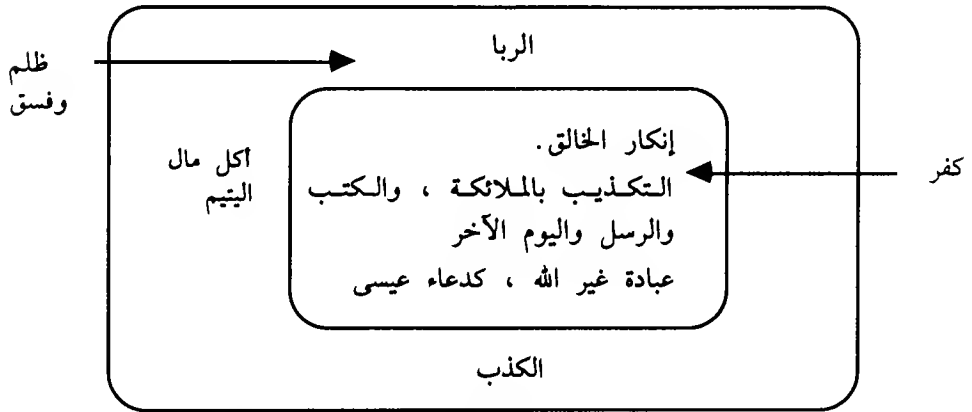 الربا
ظلم
وفسق
إنكار الخالق.
أكل مال
اليتيم
التكذيب بالملائكة ، والكتب
والرسل واليوم الآخر
كفر
عبادة غير الله ، كدعاء عيسى
الكذب